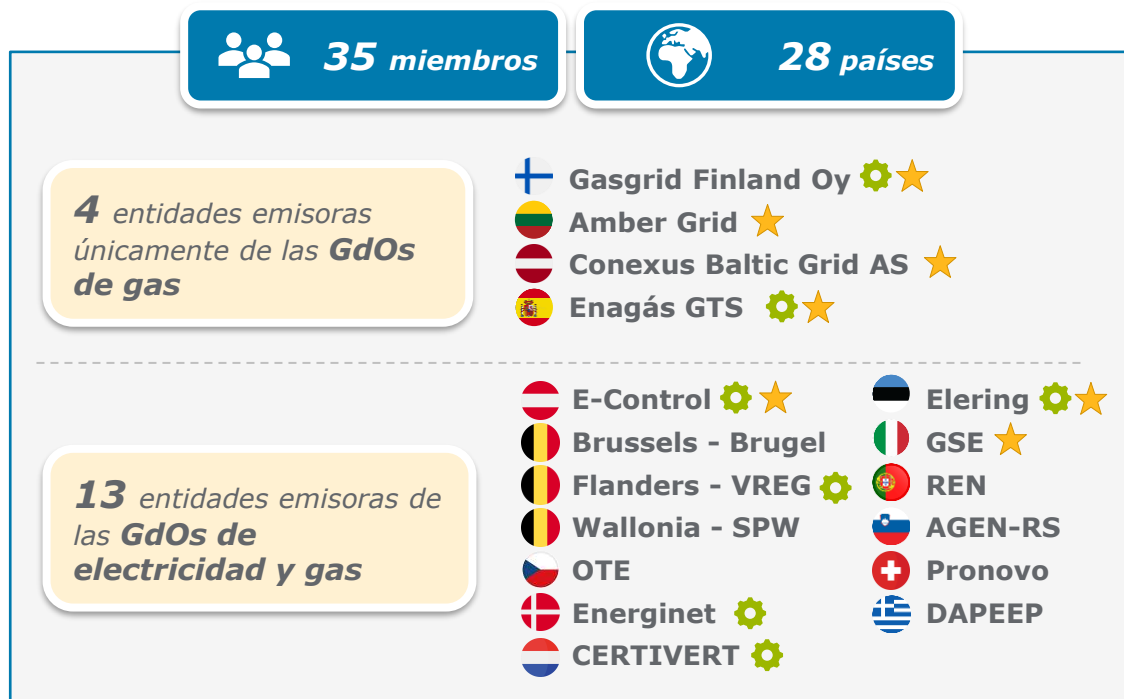 35 miembros
28 países
4 entidades emisoras
únicamente de las GdOs
de gas
Gasgrid Finland Oy
Amber Grid
Conexus Baltic Grid AS
Enagás GTS
13 entidades emisoras de
las GdOs de
electricidad y gas
E-Control
Brussels - Brugel
Flanders - VREG
Wallonia - SPW
OTE
Energinet
CERTIVERT
Elering
GSE
REN
AGEN-RS
Pronovo
DAPEEP